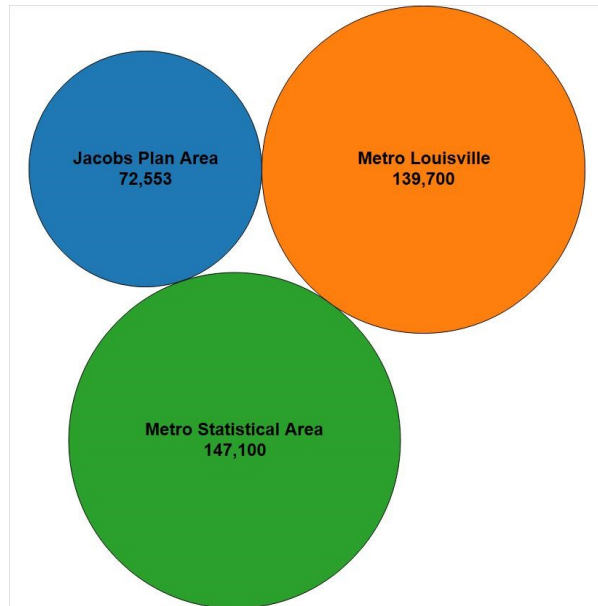 Jacobs Plan Area
72,553
Metro Louisville
139,700
Metro Statistical Area
147,100